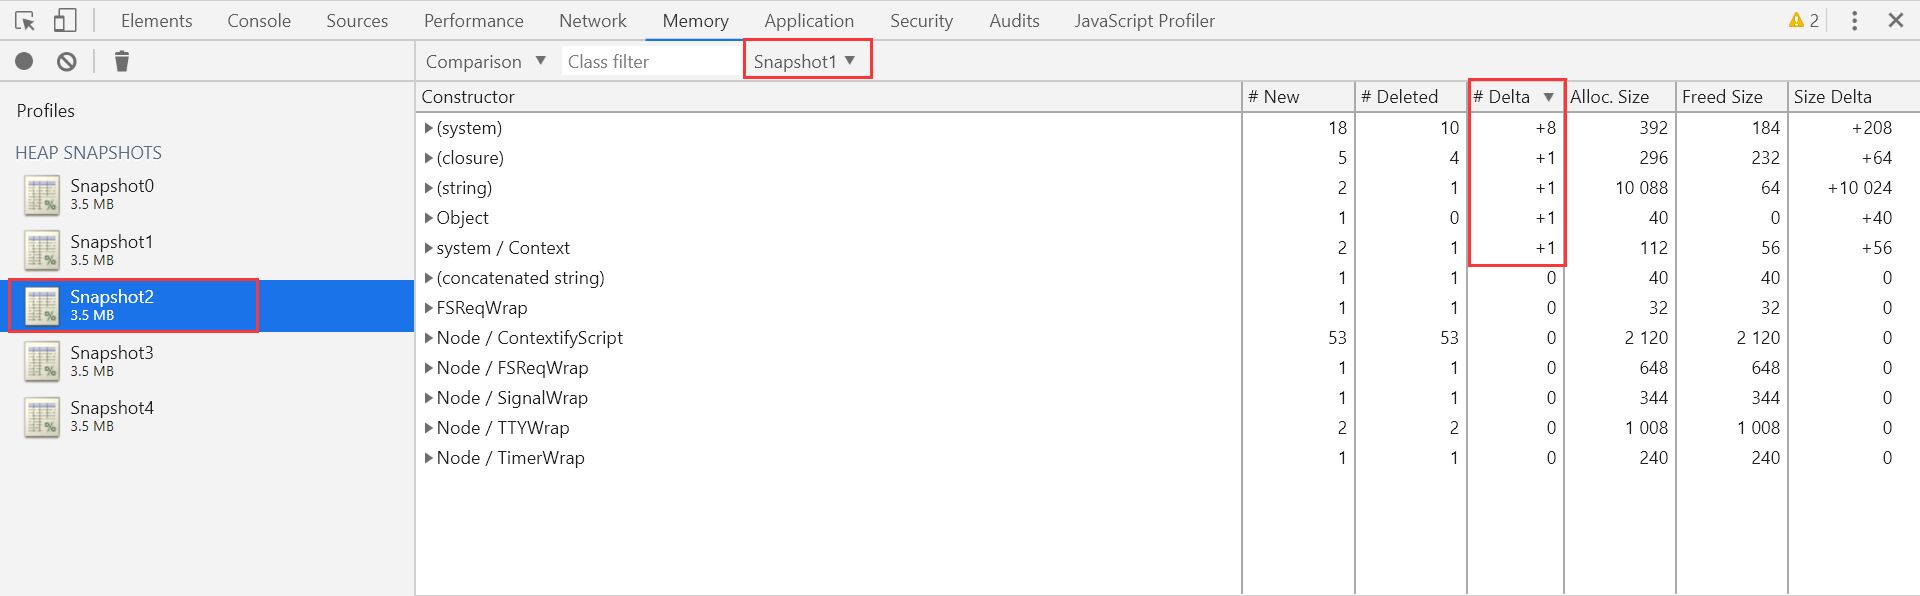 Elements Console Sources Performance Network Memory Application Security Audits JavaScript Profiler 2
Comparison Class filter Snapshot1
Profiles
HEAP SNAPSHOTS
Snapshot0
3.5 MB
Snapshot1
3.5 MB
Snapshot2
3.5 MB
Snapshot3
3.5 MB
Snapshot4
3.5 MB
Constructor # New # Deleted # Delta Alloc. Size Freed Size Size Delta
(system) 18 10 +8 392 184 +208
(closure) 5 4 +1 296 232 +64
(string) 2 1 +1 10 088 64 +10 024
Object 1 0 +1 40 0 +40
system / Context 2 1 +1 112 56 +56
(concatenated string) 1 1 0 40 40 0
FSReqWrap 1 1 0 32 32 0
Node / ContextifyScript 53 53 0 2 120 2 120 0
Node / FSReqWrap 1 1 0 648 648 0
Node / SignalWrap 1 1 0 344 344 0
Node / TTYWrap 2 2 0 1 008 1 008 0
Node / TimerWrap 1 1 0 240 240 0